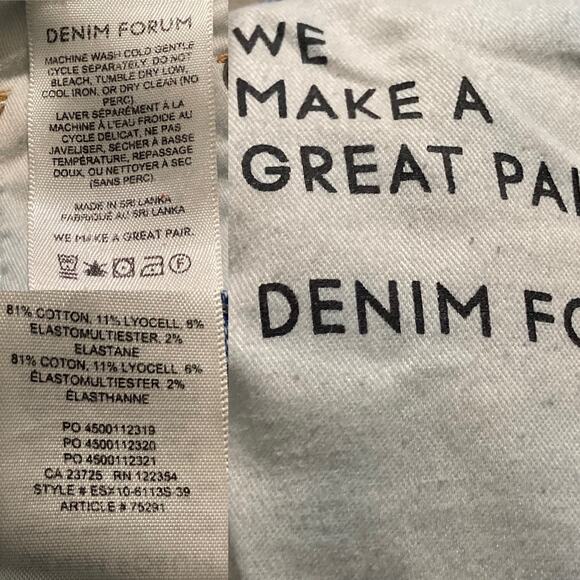 DENIM FORUM
MACHINE WASH COLD GENTLE
CYCLE SEPARATELY. DO NOT
BLEACH, TUMBLE DRY LOW,
COOL IRON, OR DRY CLEAN (NO
PERC)
LAVER SÉPARÉMENT À LA
MACHINE À L'EAU FROIDE AU
CYCLE DELICAT, NE PAS
JAVELISER, SÉCHER À BASSE
TEMPÉRATURE, REPASSAGE
DOUX, OU NETTOYER À SEC
(SANS PERC)
MADE IN SRI LANKA
FABRIQUÉ AU SRI LANKA
WE MAKE A GREAT PAIR.
F
81% COTTON, 11% LYOCELL, 6%
ELASTOMULTIESTER, 2%
ELASTANE
81% COTON, 11% LYOCELL, 6%
ÉLASTOMULTIESTER, 2%
ÉLASTHANNE
PO 4500112319
PO 4500112320
PO 4500112321
CA 23725 RN 122354
STYLE # ESX10-6113S-39
ARTICLE # 75291
WE
MAKE A
GREAT PAI
DENIM FO